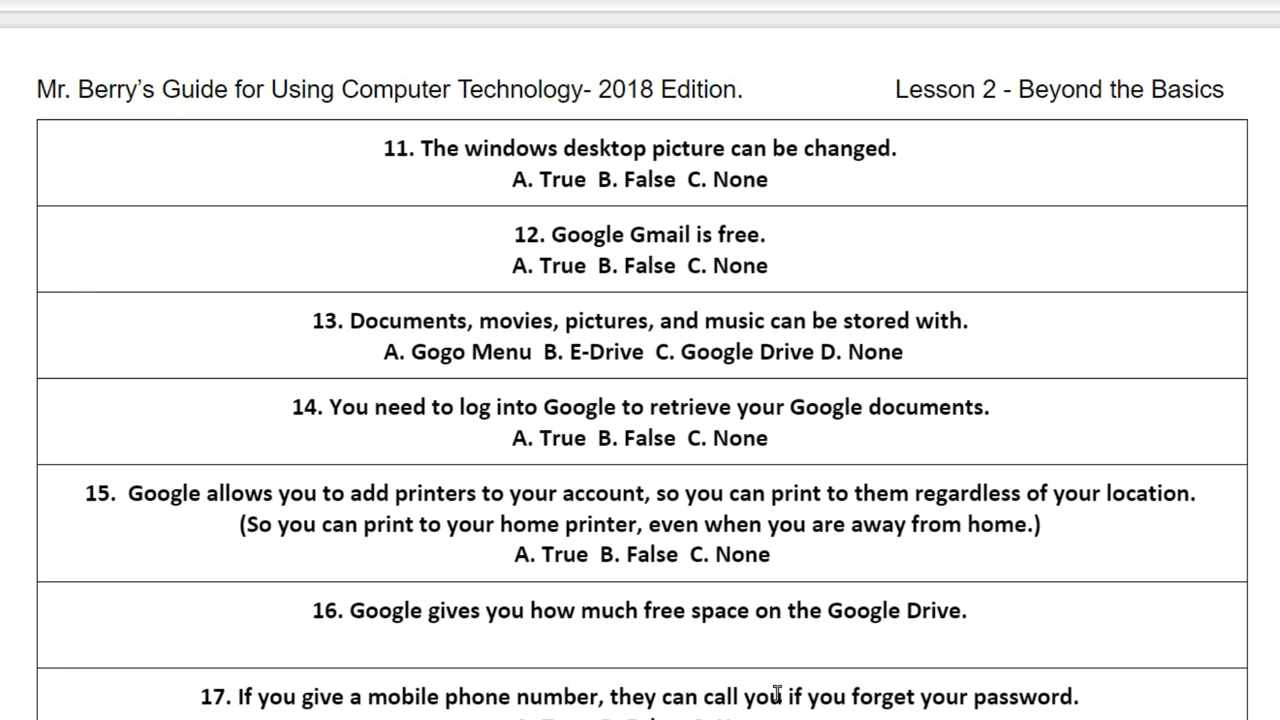 Mr. Berry’s Guide for Using Computer Technology- 2018 Edition. Lesson 2 - Beyond the Basics
11. The windows desktop picture can be changed.
A. True B. False C. None
12. Google Gmail is free.
A. True B. False C. None
13. Documents, movies, pictures, and music can be stored with.
A. Gogo Menu B. E-Drive C. Google Drive D. None
14. You need to log into Google to retrieve your Google documents.
A. True B. False C. None
15. Google allows you to add printers to your account, so you can print to them regardless of your location.
(So you can print to your home printer, even when you are away from home.)
A. True B. False C. None
16. Google gives you how much free space on the Google Drive.
17. If you give a mobile phone number, they can call you if you forget your password.